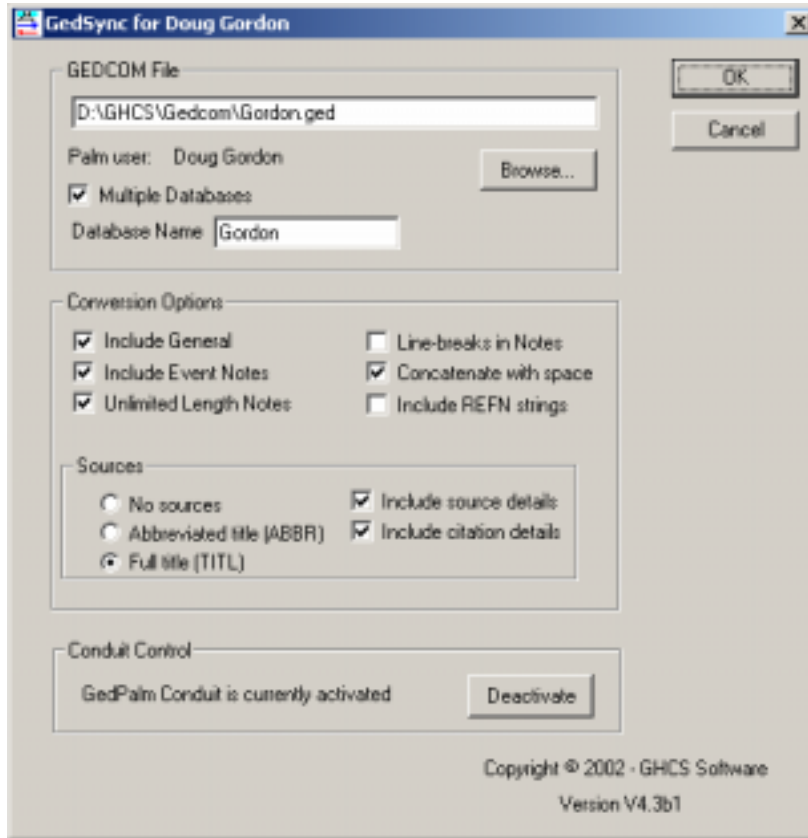 GedSync for Doug Gordon
GEDCOM File
D:\GHCS\Gedcom\Gordon.ged
Palm user: Doug Gordon
Browse...
Multiple Databases
Database Name Gordon
OK
Cancel
Conversion Options
Include General
Line-breaks in Notes
Include Event Notes
Concatenate with space
Unlimited Length Notes
Include REFN strings
Sources
No sources
Include source details
Abbreviated title (ABBR)
Include citation details
Full title (TITL)
Conduit Control
GedPalm Conduit is currently activated
Deactivate
Copyright © 2002 - GHCS Software
Version V4.3b1